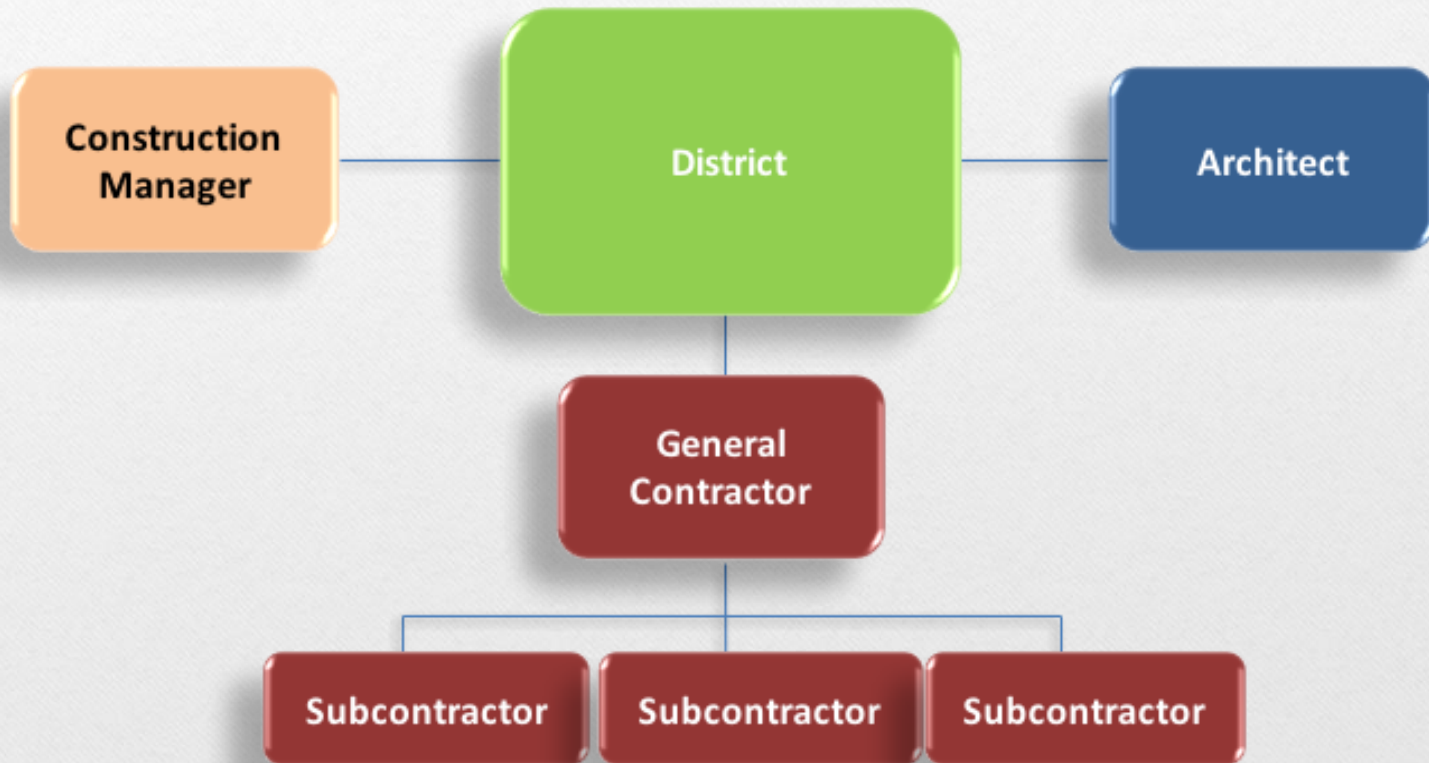 Construction
Manager
District
Architect
General
Contractor
Subcontractor
Subcontractor
Subcontractor